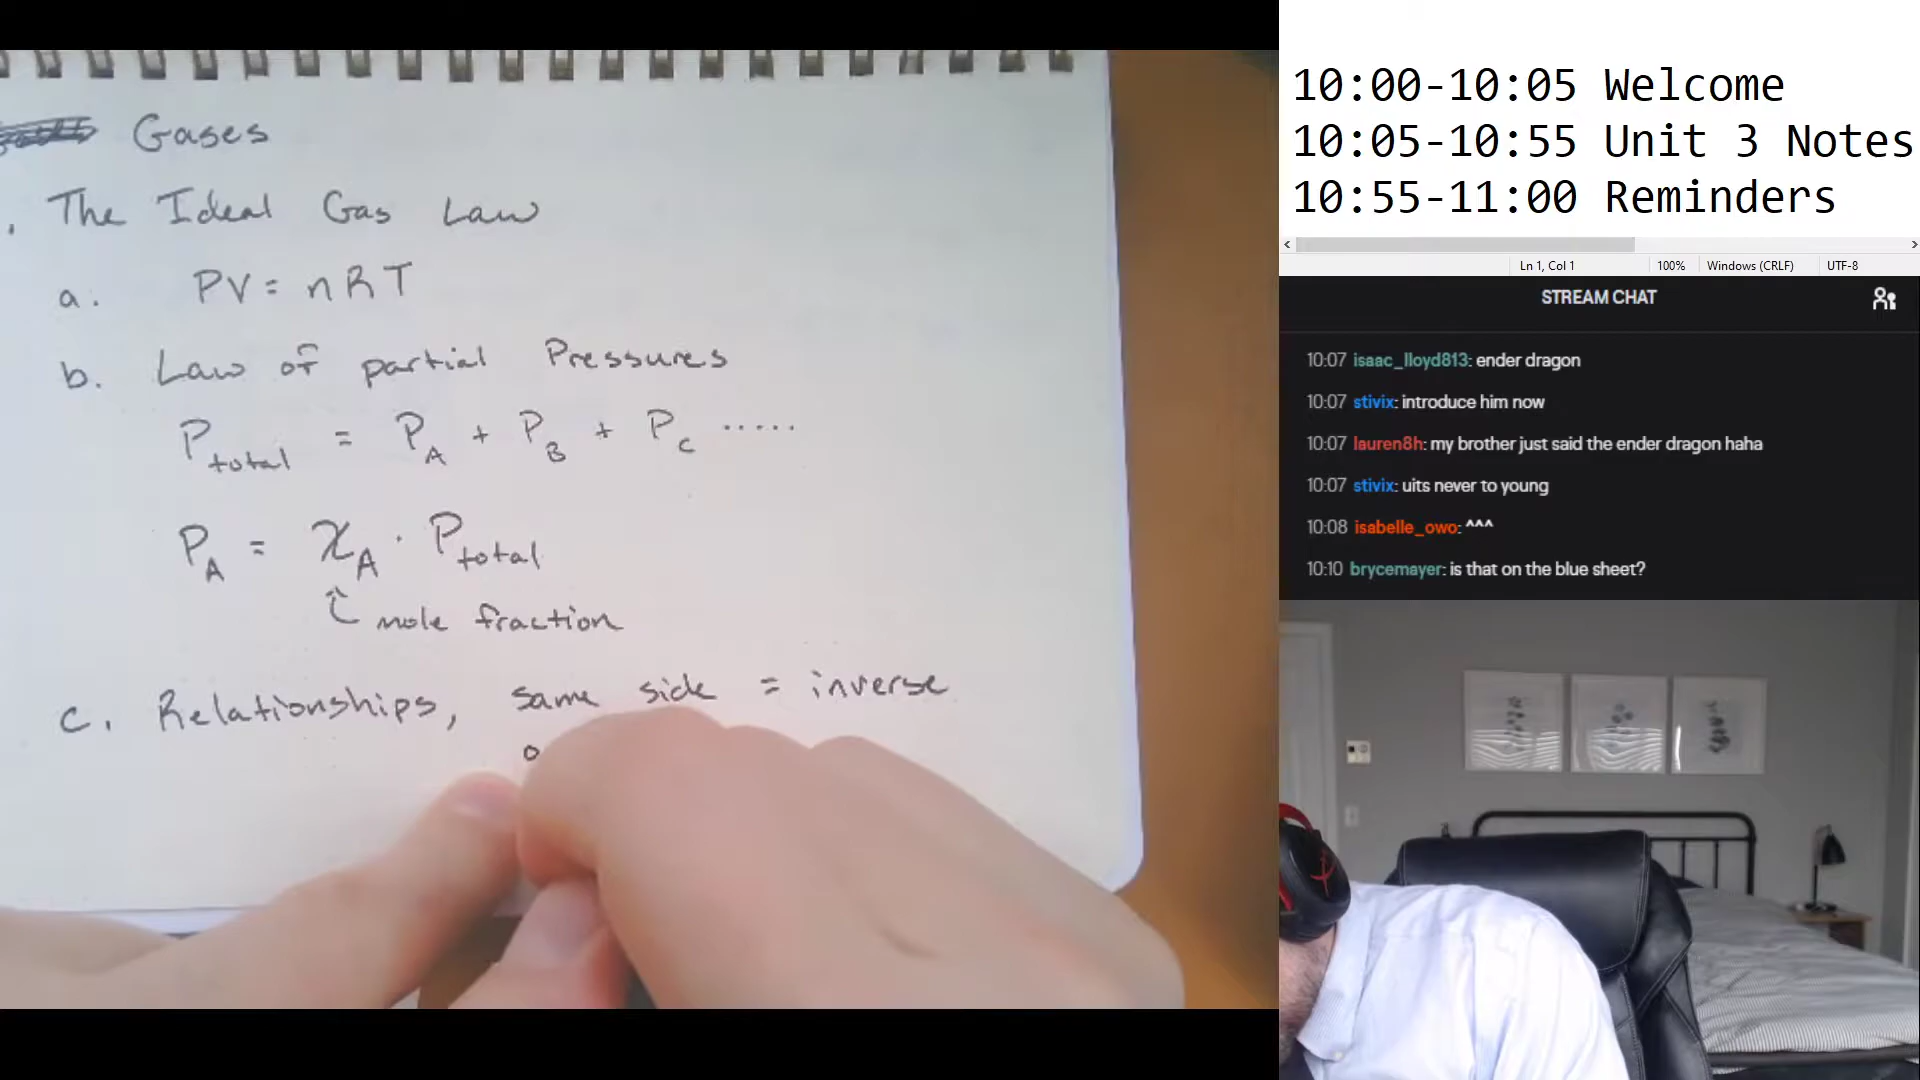 Gases
. The Ideal Gas Law
a. PV = nRT
b. Law of partial Pressures
P total = P A + P B + P C .....
P A = χ A · P total
mole fraction
c. Relationships, same side = inverse
o
10:00-10:05 Welcome
10:05-10:55 Unit 3 Notes
10:55-11:00 Reminders
Ln 1, Col 1 100% Windows (CRLF) UTF-8
STREAM CHAT
10:07 isaac_lloyd813: ender dragon
10:07 stivix: introduce him now
10:07 lauren8h: my brother just said the ender dragon haha
10:07 stivix: uits never to young
10:08 isabelle_owo: ^^^
10:10 brycemayer: is that on the blue sheet?